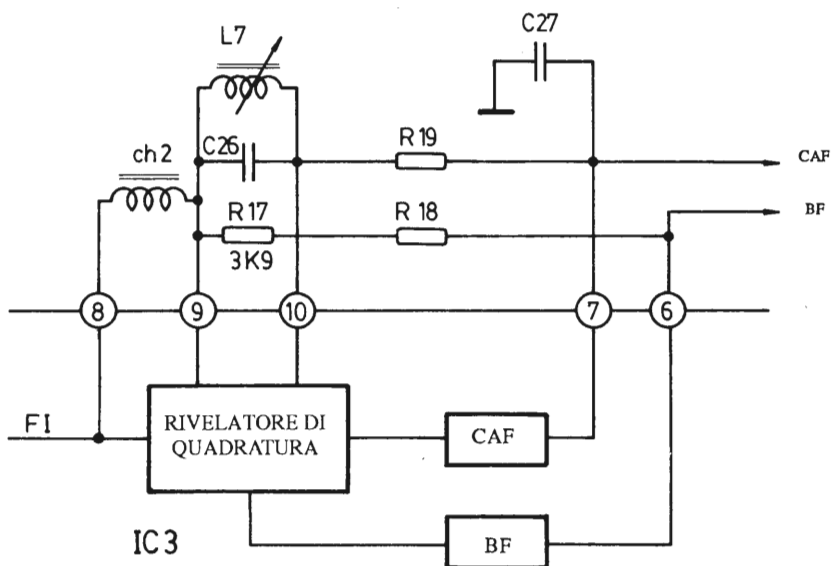 L7
C27
C26
R19
CAF
ch2
BF
R17
R18
3K9
8
9
10
7
6
FI
RIVELATORE DI
QUADRATURA
CAF
IC3
BF